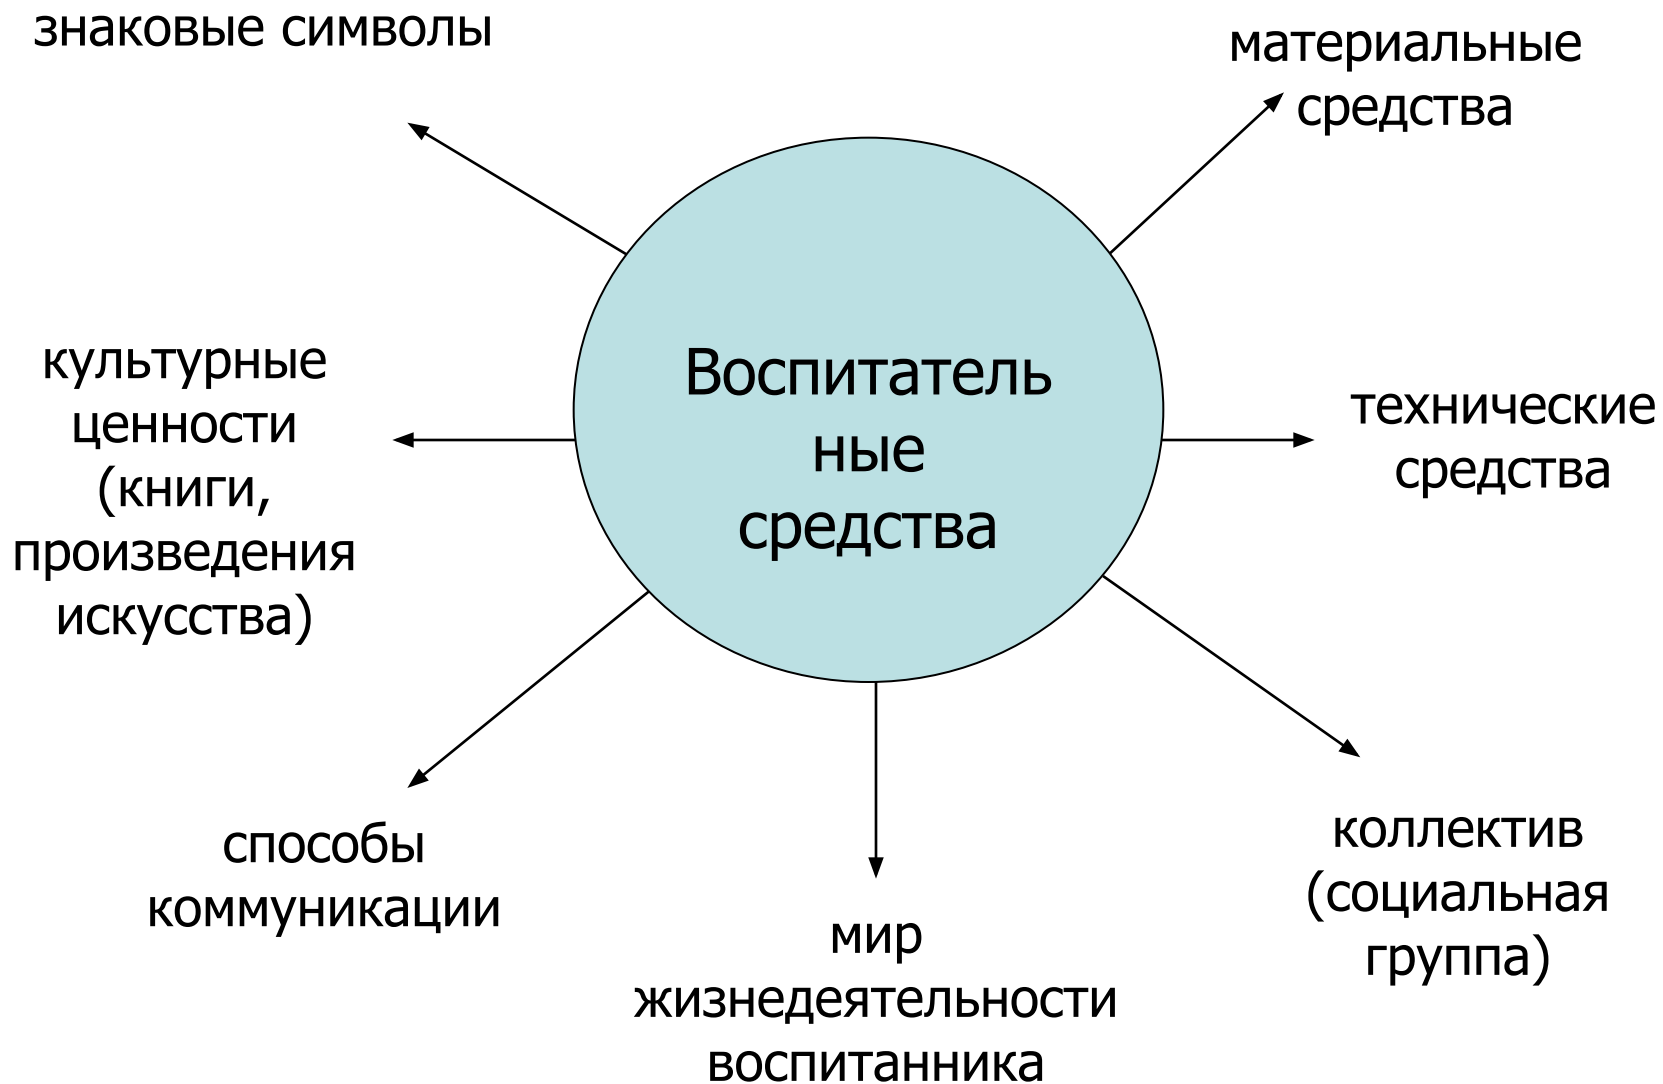 знаковые символы
материальные
средства
Воспитатель
ные
средства
культурные
ценности
(книги,
произведения
искусства)
технические
средства
способы
коммуникации
мир
жизнедеятельности
воспитанника
коллектив
(социальная
группа)